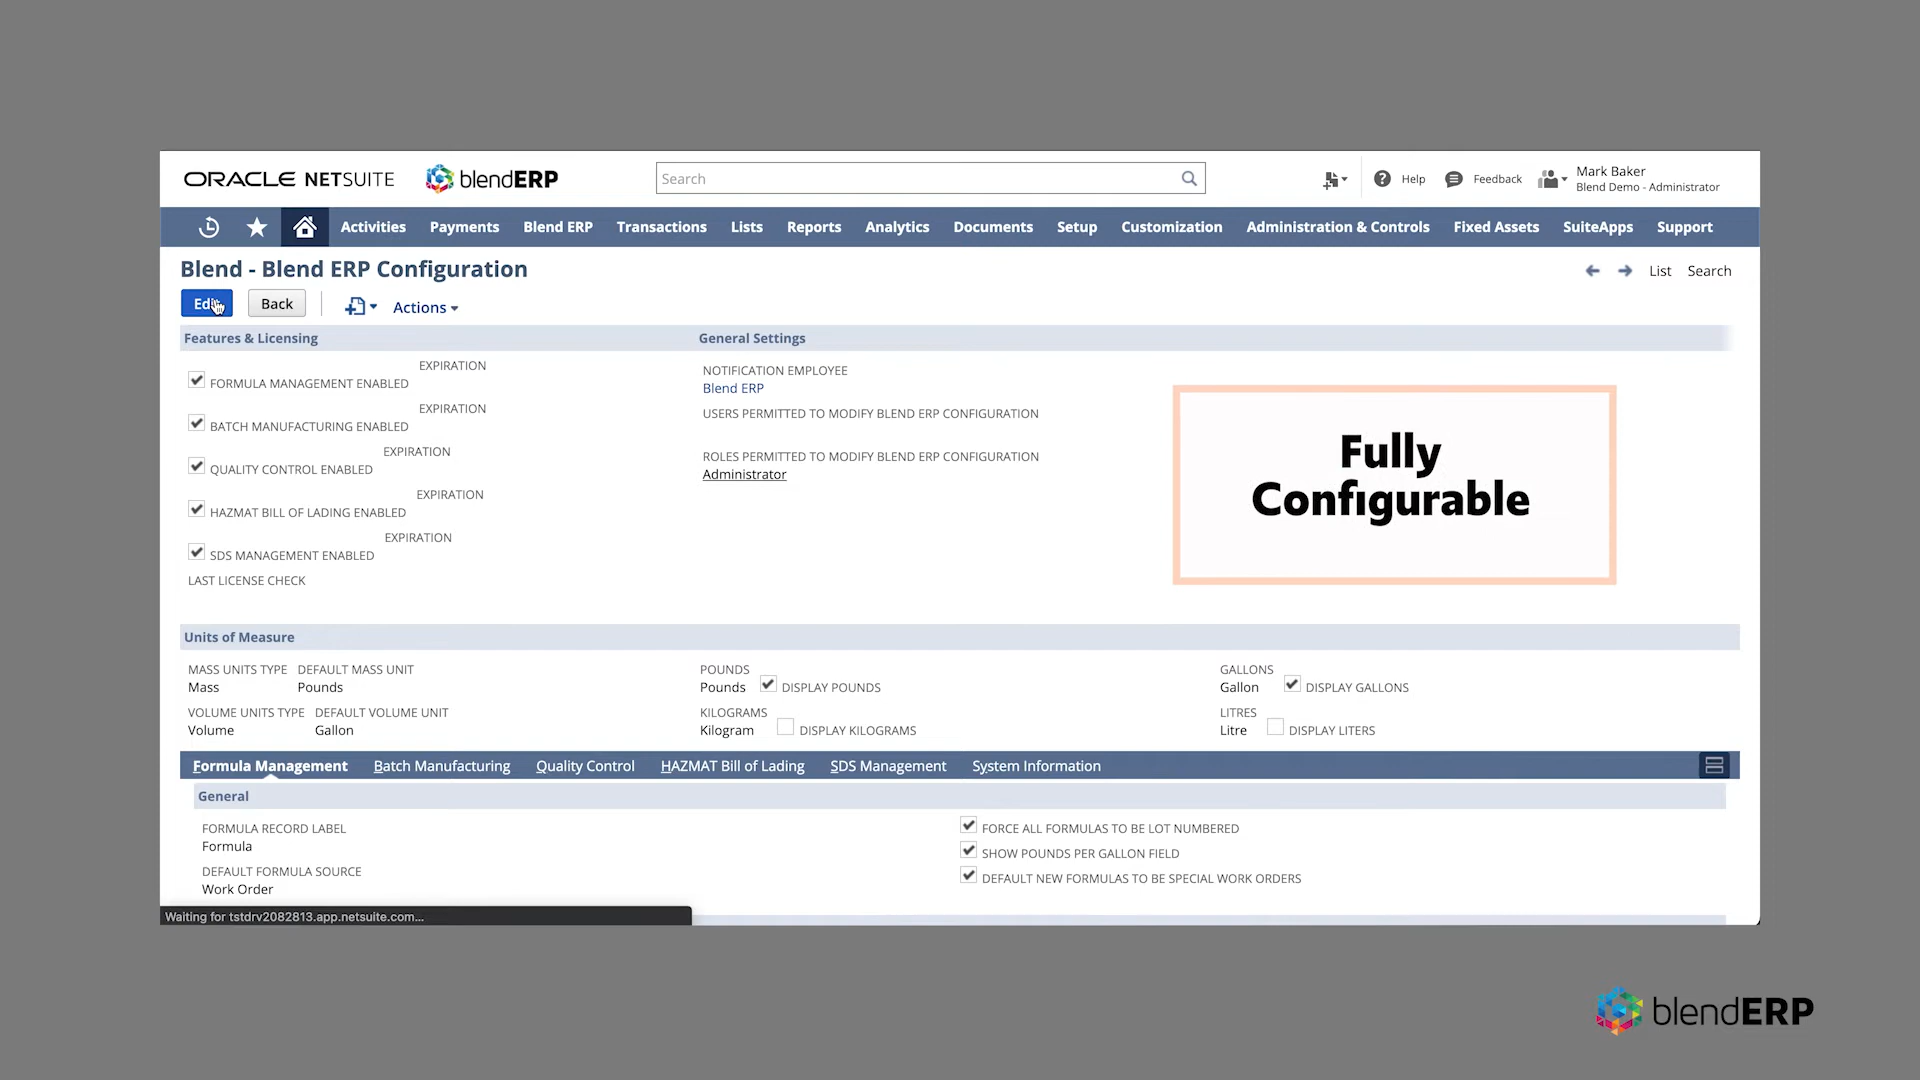 ORACLE NETSUITE
blendERP
Search
Help
Feedback
Mark Baker
Blend Demo - Administrator
Activities
Payments
Blend ERP
Transactions
Lists
Reports
Analytics
Documents
Setup
Customization
Administration & Controls
Fixed Assets
SuiteApps
Support
Blend - Blend ERP Configuration
List
Search
Back
Actions
Features & Licensing
EXPIRATION
FORMULA MANAGEMENT ENABLED
EXPIRATION
BATCH MANUFACTURING ENABLED
EXPIRATION
QUALITY CONTROL ENABLED
EXPIRATION
HAZMAT BILL OF LADING ENABLED
EXPIRATION
SDS MANAGEMENT ENABLED
LAST LICENSE CHECK
General Settings
NOTIFICATION EMPLOYEE
Blend ERP
USERS PERMITTED TO MODIFY BLEND ERP CONFIGURATION
ROLES PERMITTED TO MODIFY BLEND ERP CONFIGURATION
Administrator
Fully
Configurable
Units of Measure
MASS UNITS TYPE
Mass
DEFAULT MASS UNIT
Pounds
VOLUME UNITS TYPE
Volume
DEFAULT VOLUME UNIT
Gallon
POUNDS
Pounds
DISPLAY POUNDS
KILOGRAMS
Kilogram
DISPLAY KILOGRAMS
GALLONS
Gallon
DISPLAY GALLONS
LITRES
Litre
DISPLAY LITERS
Formula Management
Batch Manufacturing
Quality Control
HAZMAT Bill of Lading
SDS Management
System Information
General
FORMULA RECORD LABEL
Formula
DEFAULT FORMULA SOURCE
Work Order
FORCE ALL FORMULAS TO BE LOT NUMBERED
SHOW POUNDS PER GALLON FIELD
DEFAULT NEW FORMULAS TO BE SPECIAL WORK ORDERS
Waiting for tstdrv2082813.app.netsuite.com...
blendERP